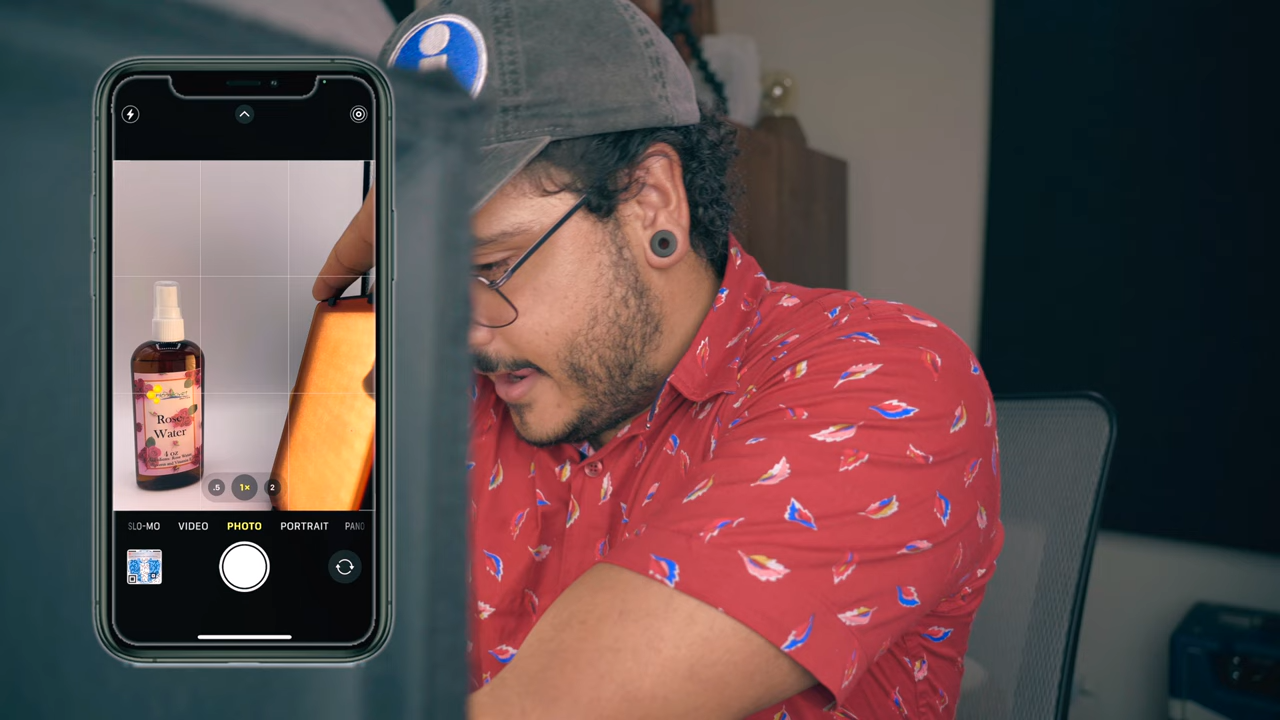 Rose
Water
4 OZ
.5
1×
2
SLO-MO
VIDEO
PHOTO
PORTRAIT
PANO